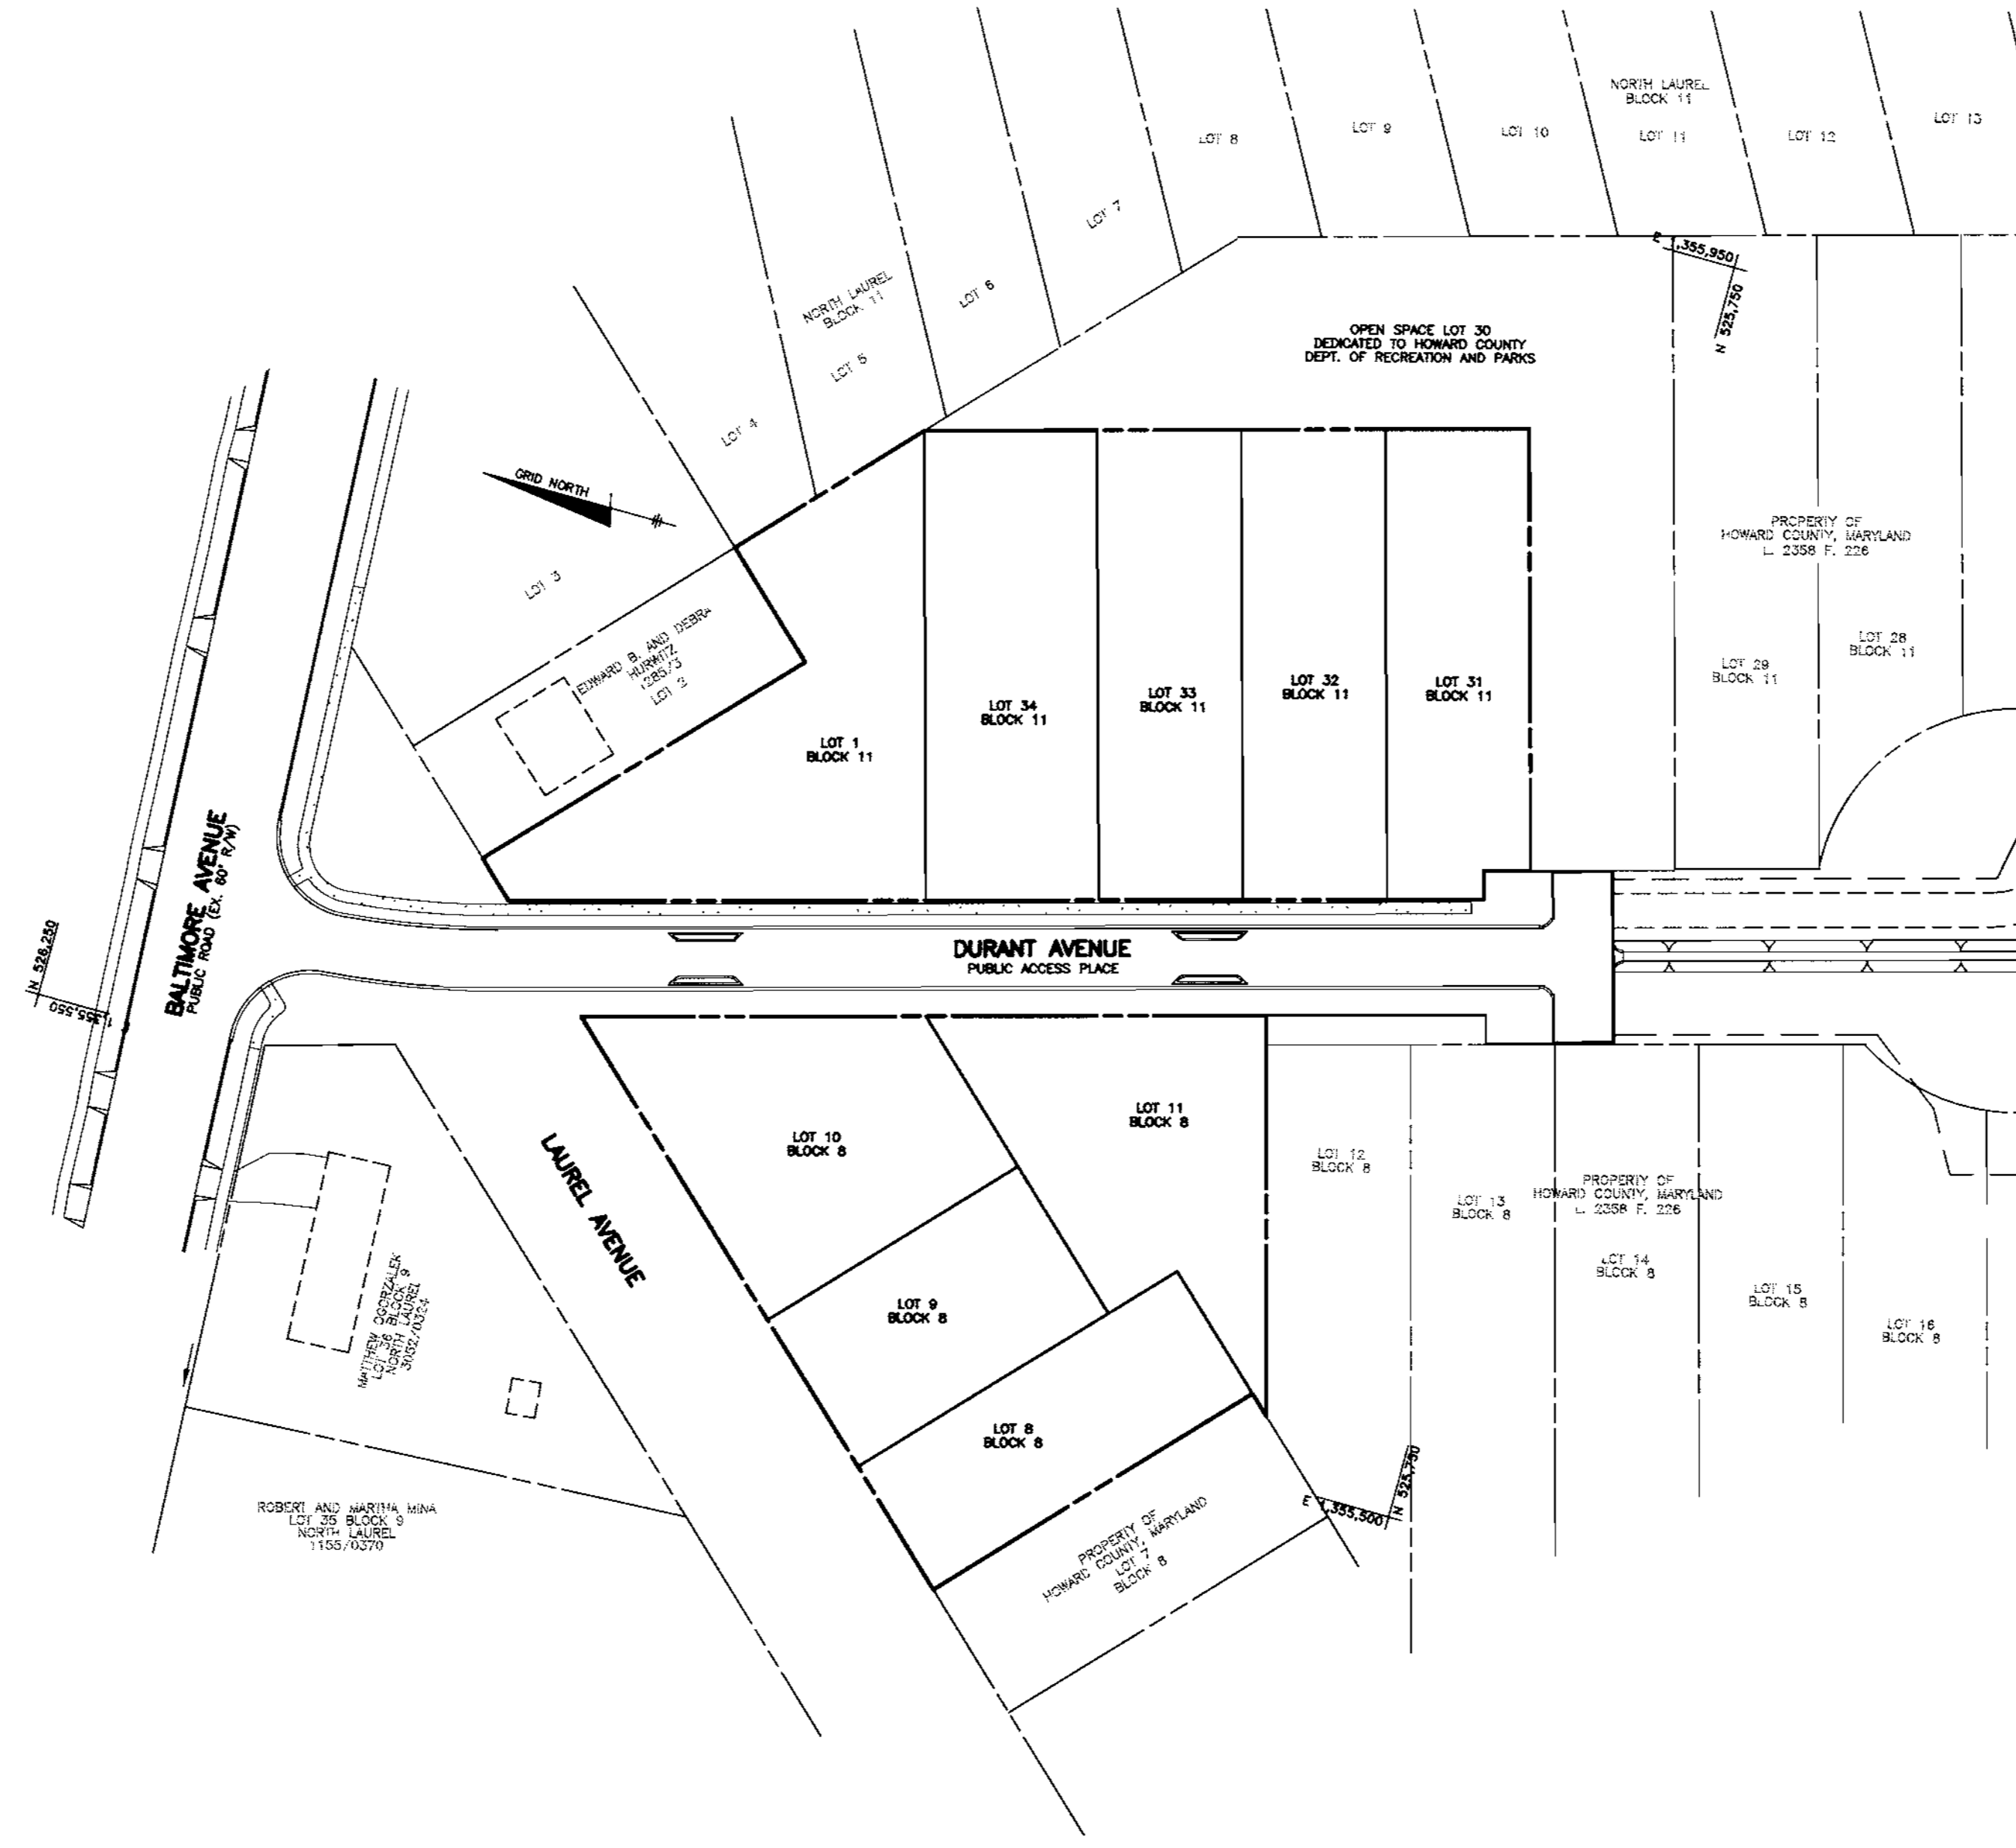 NORTH LAUREL
BLOCK 11
LOT 8
LOT 9
LOT 10
LOT 11
LOT 12
LOT 13
LOT 7
LOT 6
NORTH LAUREL
BLOCK 11
LOT 5
LOT 4
LOT 3
E 1,355,950
N 525,750
OPEN SPACE LOT 30
DEDICATED TO HOWARD COUNTY
DEPT. OF RECREATION AND PARKS
GRID NORTH
EDWARD B. AND DEBRA
HURWITZ
1285/3
LOT 2
LOT 1
BLOCK 11
LOT 34
BLOCK 11
LOT 33
BLOCK 11
LOT 32
BLOCK 11
LOT 31
BLOCK 11
PROPERTY OF
HOWARD COUNTY, MARYLAND
L. 2358 F. 226
LOT 29
BLOCK 11
LOT 28
BLOCK 11
BALTIMORE AVENUE
PUBLIC ROAD (EX. 60' R/W)
N 526,250
1,355,550
DURANT AVENUE
PUBLIC ACCESS PLACE
LAUREL AVENUE
LOT 10
BLOCK 8
LOT 11
BLOCK 8
LOT 9
BLOCK 8
LOT 8
BLOCK 8
LOT 12
BLOCK 8
LOT 13
BLOCK 8
PROPERTY OF
HOWARD COUNTY, MARYLAND
L. 2358 F. 226
LOT 14
BLOCK 8
LOT 15
BLOCK 8
LOT 16
BLOCK 8
MATTHEW OGORZALEK
LOT 36 BLOCK 9
NORTH LAUREL
3052/0324
ROBERT AND MARTHA MINA
LOT 35 BLOCK 9
NORTH LAUREL
1155/0370
E 1,355,500
N 525,750
PROPERTY OF
HOWARD COUNTY, MARYLAND
LOT 7
BLOCK 8